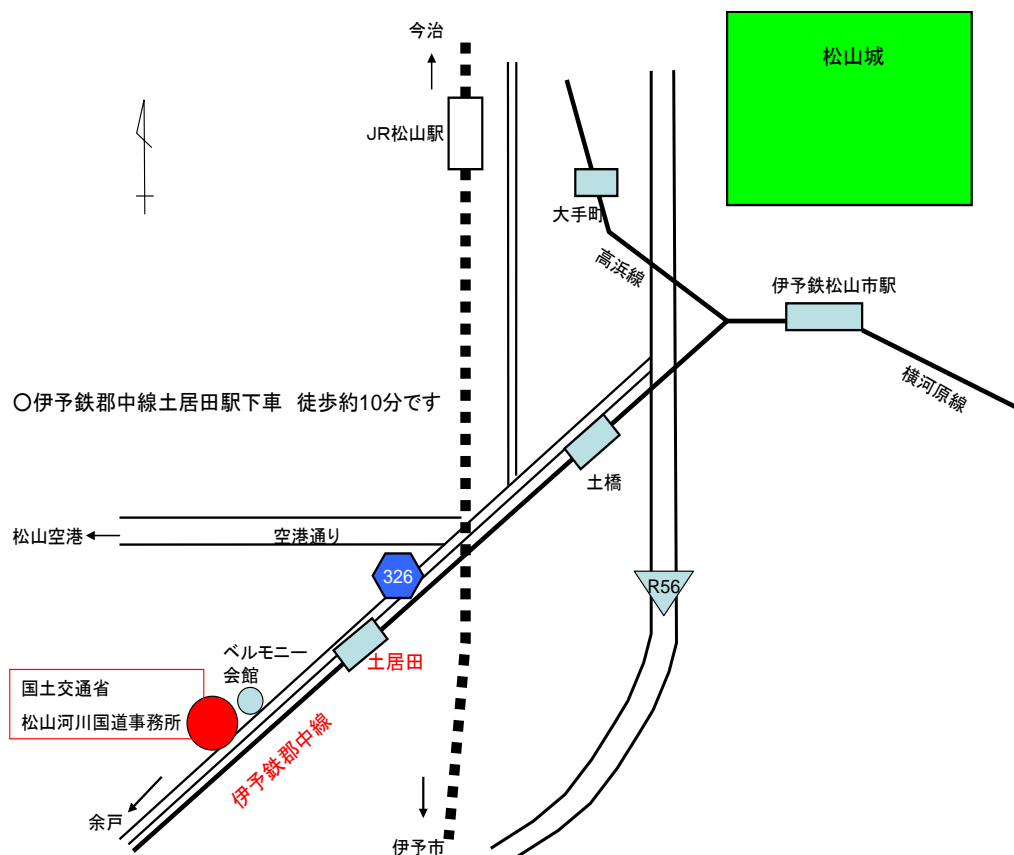 今治
松山城
JR松山駅
大手町
高浜線
伊予鉄松山市駅
横河原線
〇伊予鉄郡中線土居田駅下車 徒歩約10分です
土橋
松山空港
空港通り
326
R56
ベルモニー
会館
土居田
国土交通省
松山河川国道事務所
伊予鉄郡中線
余戸
伊予市